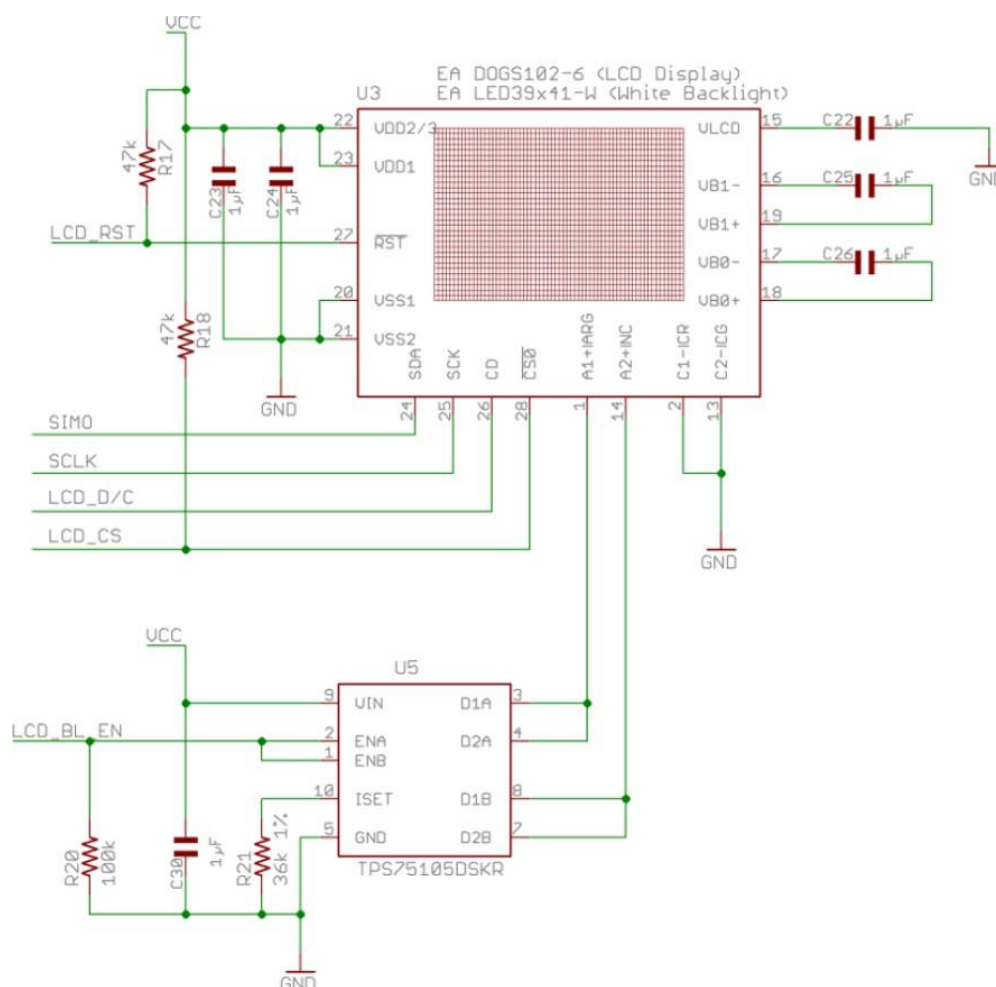 VCC
EA DOGS102-6 (LCD Display)
EA LED39x41-W (White Backlight)
U3
22
VDD2/3
VLCD
15
C22
1µF
GND
47k
R17
C23
1µF
C24
1µF
23
VDD1
VB1-
16
C25
1µF
LCD_RST
27
RST
VB1+
19
VB0-
17
C26
1µF
20
VSS1
VB0+
18
47k
R18
21
VSS2
GND
SDA
SCK
CD
CS0
A1+IARG
A2+INC
C1-ICR
C2-ICG
24
25
26
28
1
14
2
13
SIMO
SCLK
LCD_D/C
LCD_CS
GND
VCC
U5
9
VIN
D1A
3
LCD_BL_EN
2
ENA
D2A
4
1
ENB
10
ISET
D1B
8
5
GND
D2B
7
R20
100k
C30
1µF
R21
36k 1%
TPS75105DSKR
GND